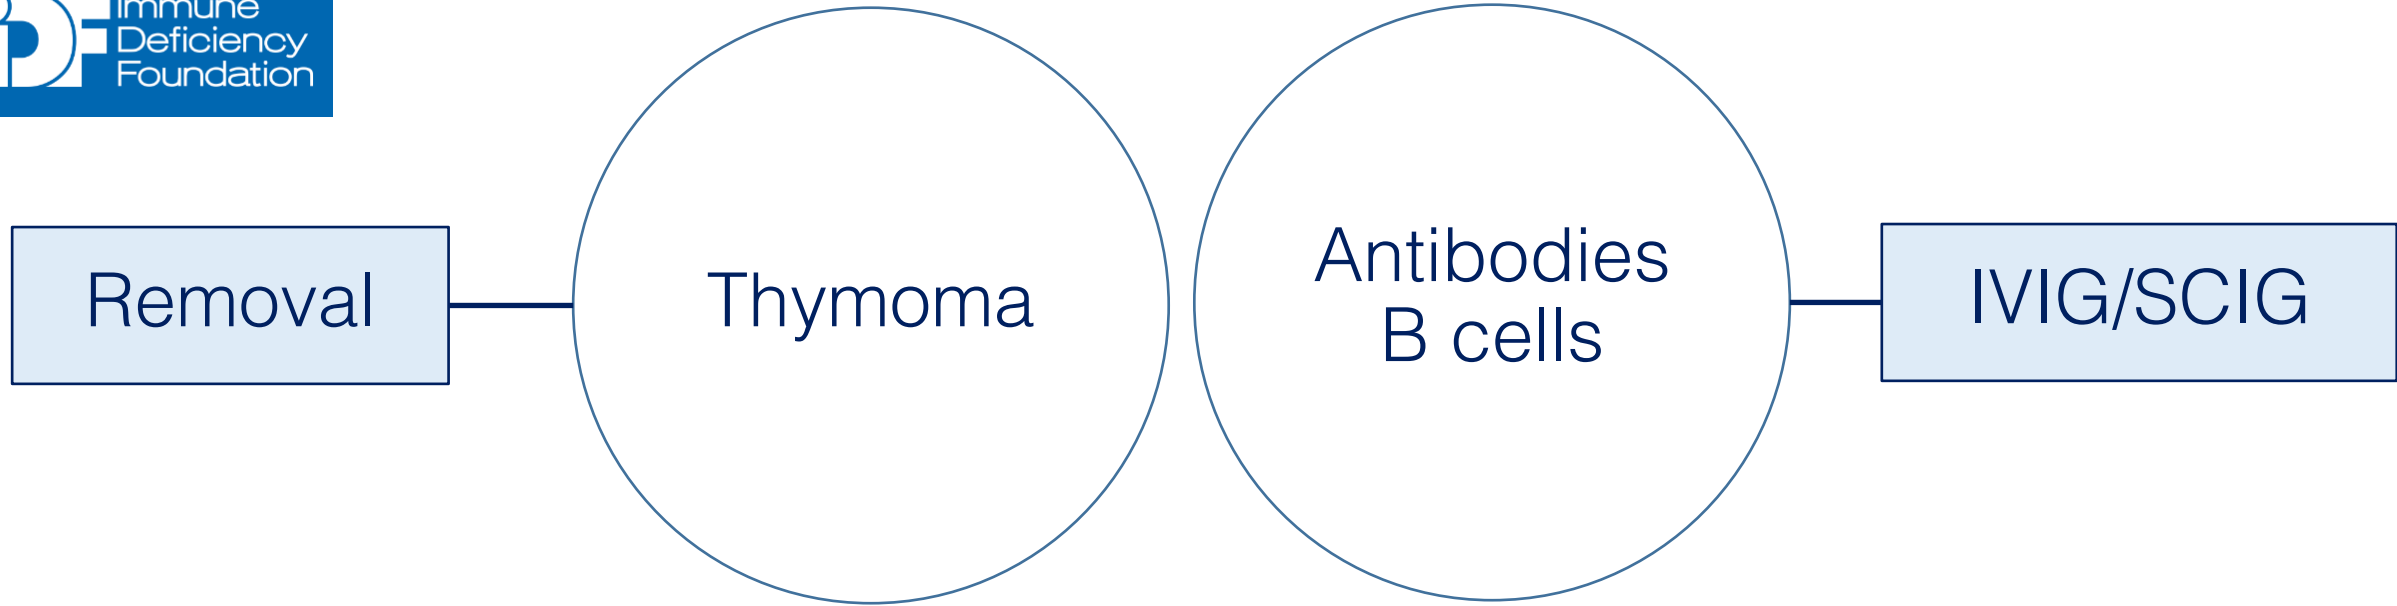 Immune
Deficiency
Foundation
Removal
Thymoma
Antibodies
B cells
IVIG/SCIG